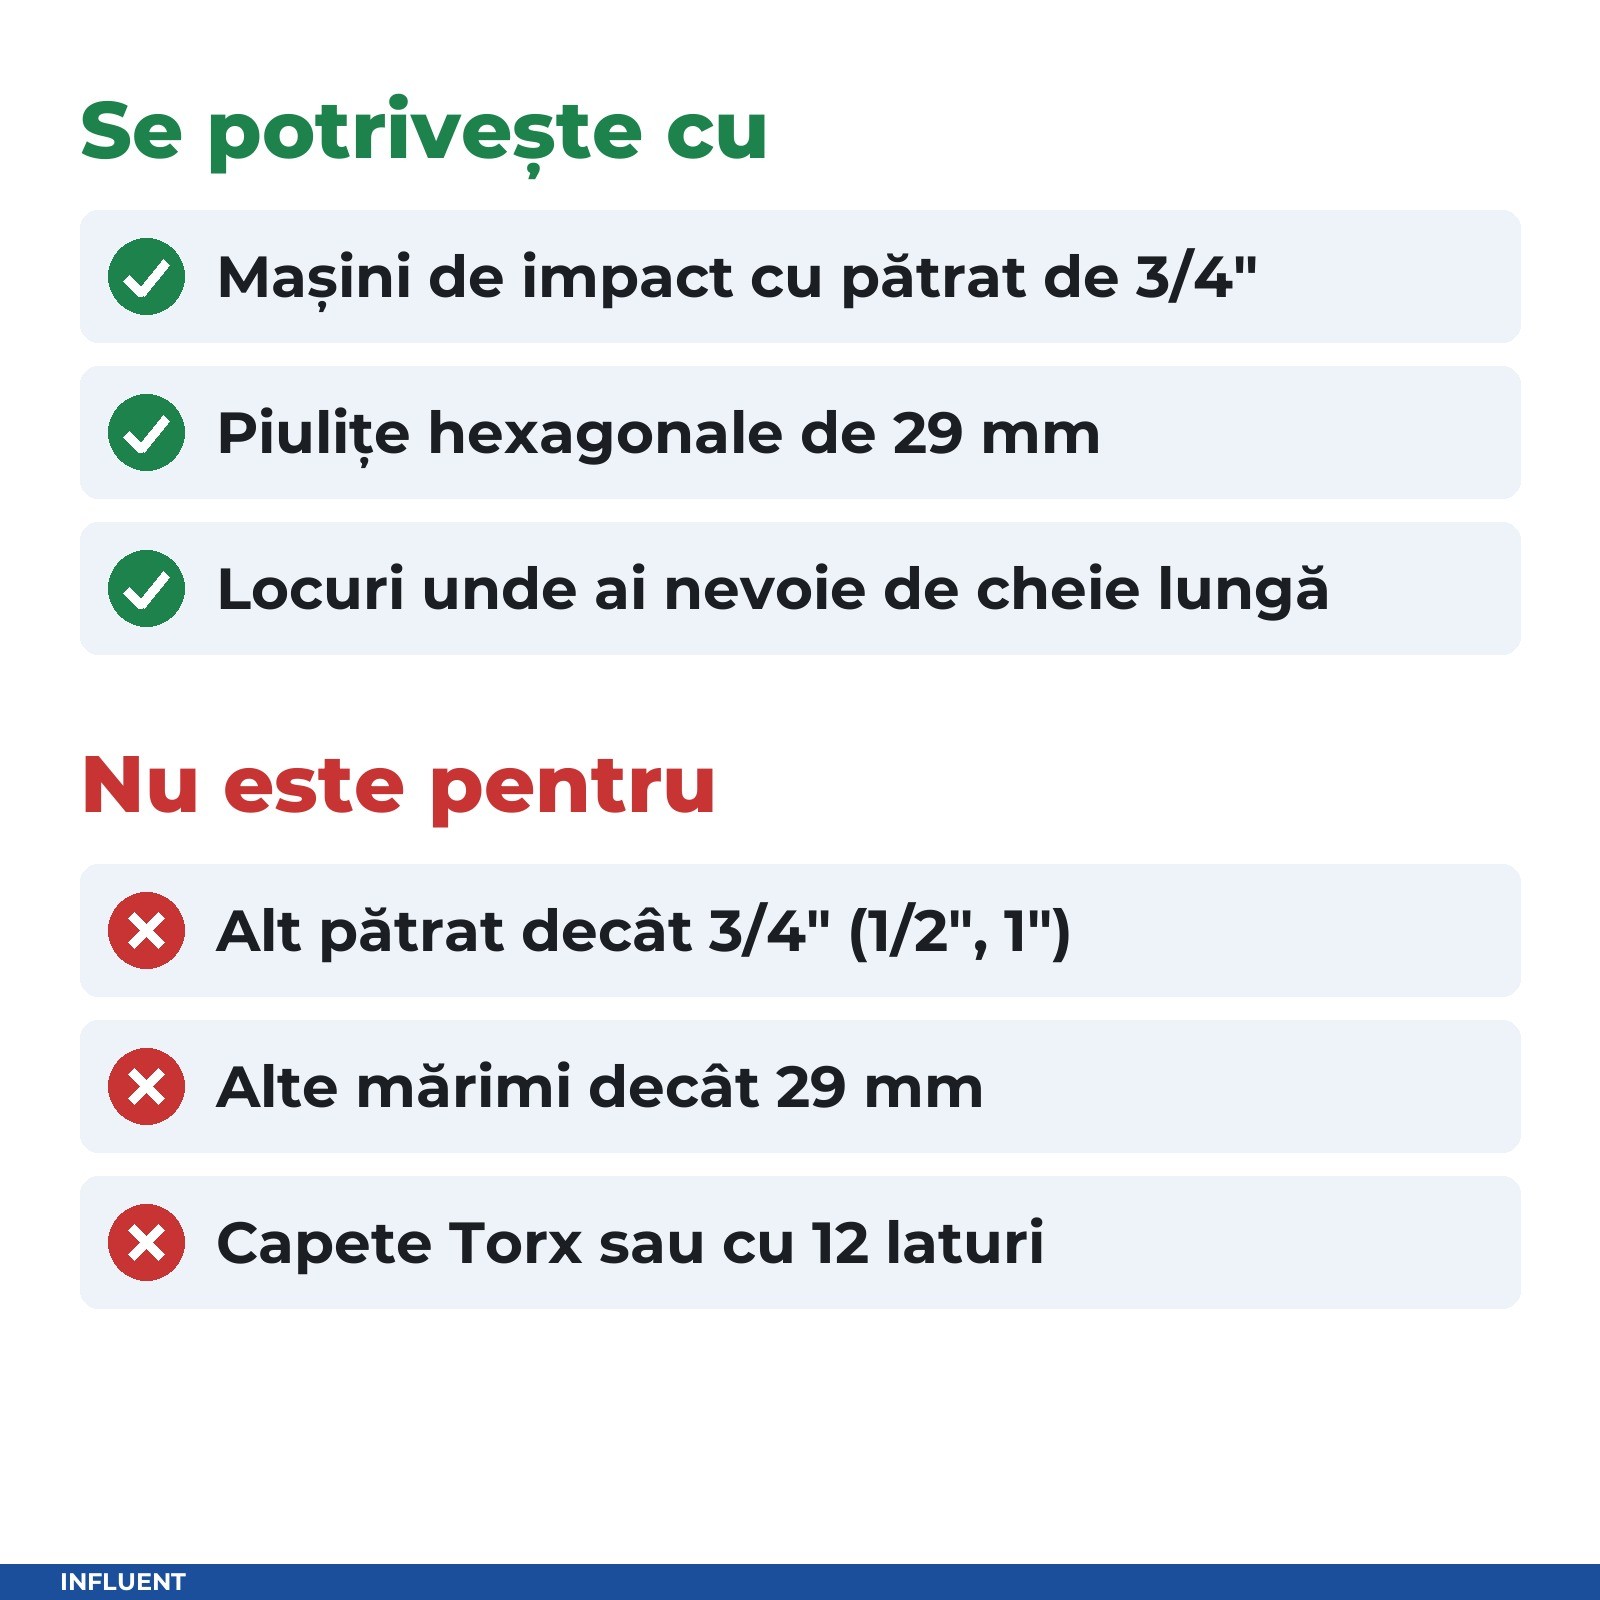 Se potrivește cu
Mașini de impact cu pătrat de 3/4"
Piulițe hexagonale de 29 mm
Locuri unde ai nevoie de cheie lungă
Nu este pentru
Alt pătrat decât 3/4" (1/2", 1")
Alte mărimi decât 29 mm
Capete Torx sau cu 12 laturi
INFLUENT